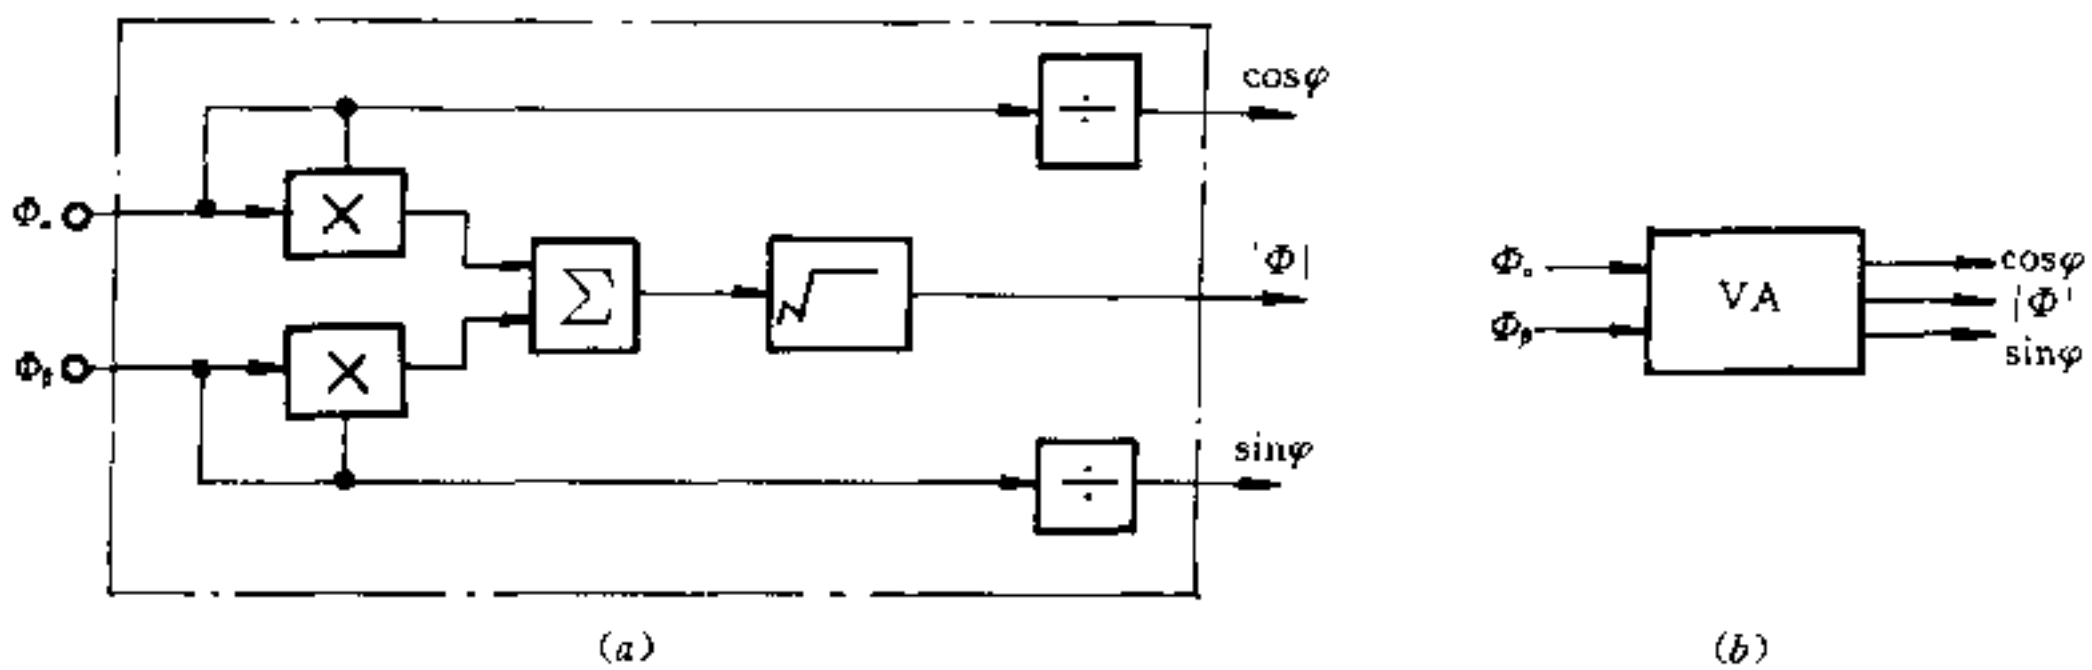 cosφ
Φα
×
÷
|Φ|
Σ
√
Φβ
×
÷
sinφ
(a)
Φα
Φβ
VA
cosφ
|Φ|
sinφ
(b)